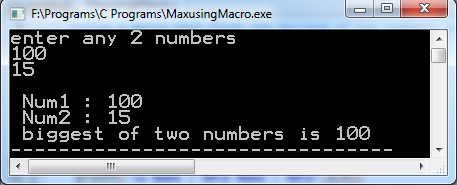 F:\Programs\C Programs\MaxusingMacro.exe
enter any 2 numbers
100
15
Num1 : 100
Num2 : 15
biggest of two numbers is 100
---------------------------------